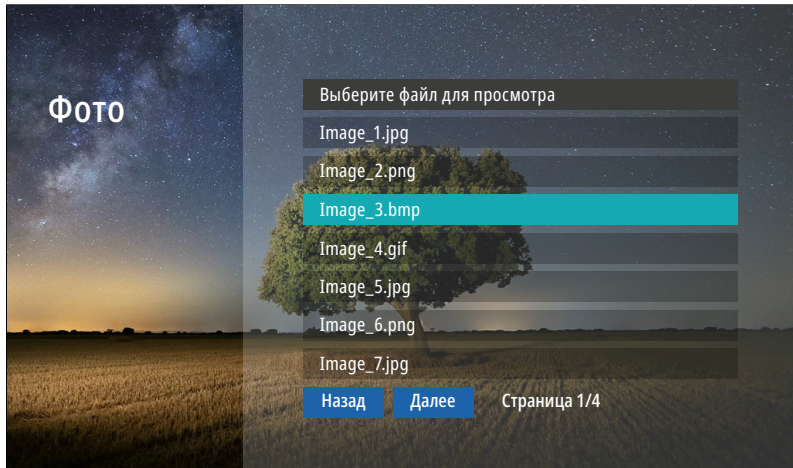 Фото
Выберите файл для просмотра
Image_1.jpg
Image_2.png
Image_3.bmp
Image_4.gif
Image_5.jpg
Image_6.png
Image_7.jpg
Назад Далее Страница 1/4